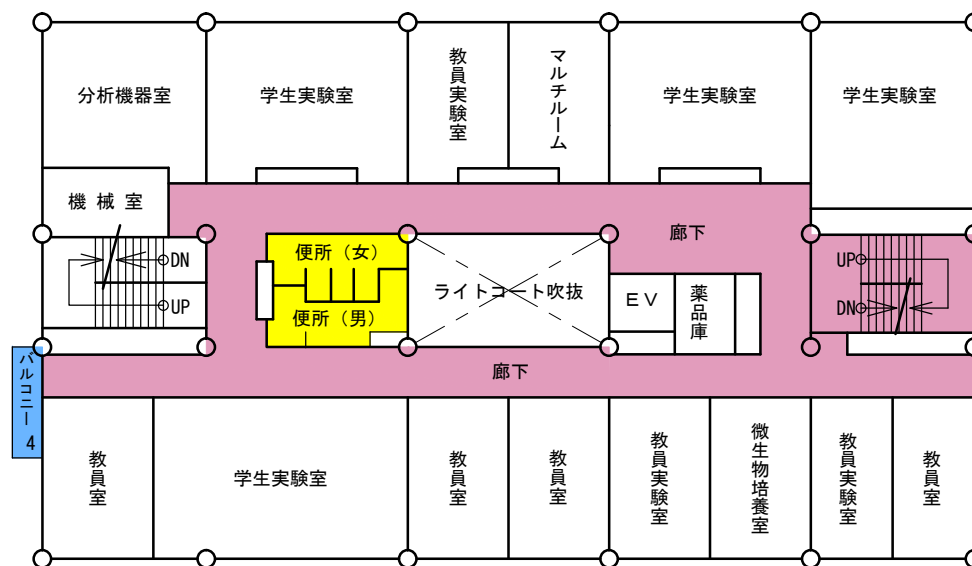 分析機器室
学生実験室
教員実験室
マルチルーム
学生実験室
学生実験室
機械室
便所（女）
廊下
DN
UP
ライトコート吹抜
UP
DN
EV
薬品庫
便所（男）
バルコニー4
廊下
教員室
学生実験室
教員室
教員室
教員実験室
微生物培養室
教員実験室
教員室